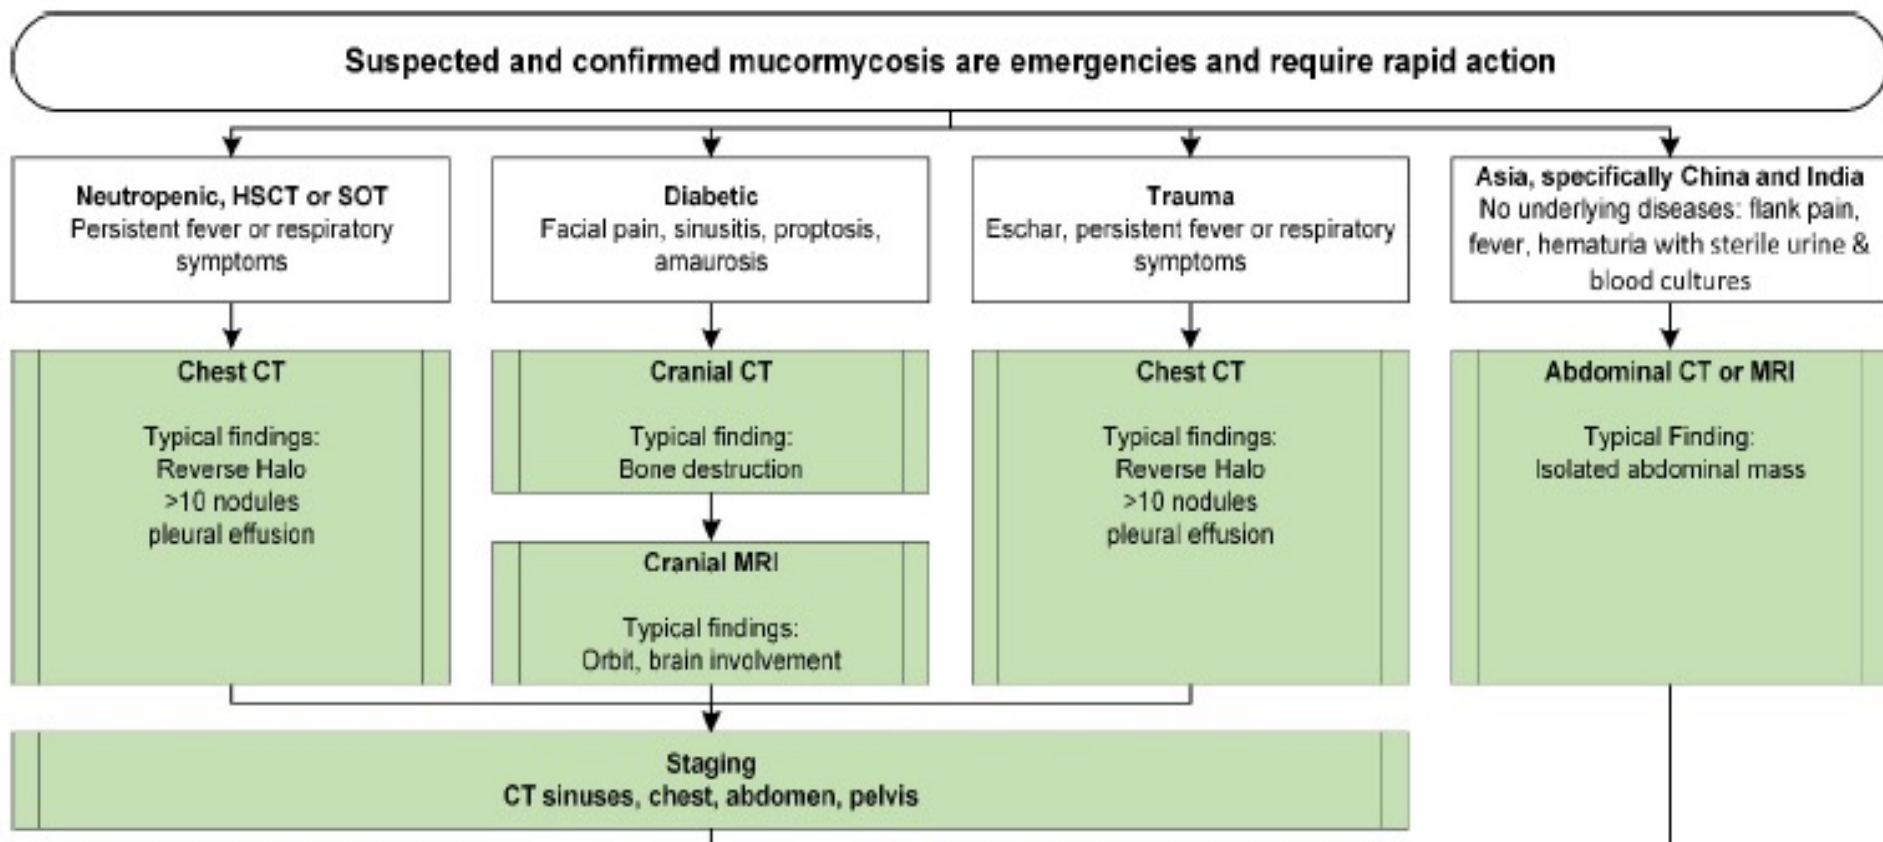 Suspected and confirmed mucormycosis are emergencies and require rapid action
Neutropenic, HSCT or SOT
Persistent fever or respiratory
symptoms
Diabetic
Facial pain, sinusitis, proptosis,
amaurosis
Trauma
Eschar, persistent fever or respiratory
symptoms
Asia, specifically China and India
No underlying diseases: flank pain,
fever, hematuria with sterile urine &
blood cultures
Chest CT
Typical findings:
Reverse Halo
>10 nodules
pleural effusion
Cranial CT
Typical finding:
Bone destruction
Cranial MRI
Typical findings:
Orbit, brain involvement
Chest CT
Typical findings:
Reverse Halo
>10 nodules
pleural effusion
Abdominal CT or MRI
Typical Finding:
Isolated abdominal mass
Staging
CT sinuses, chest, abdomen, pelvis